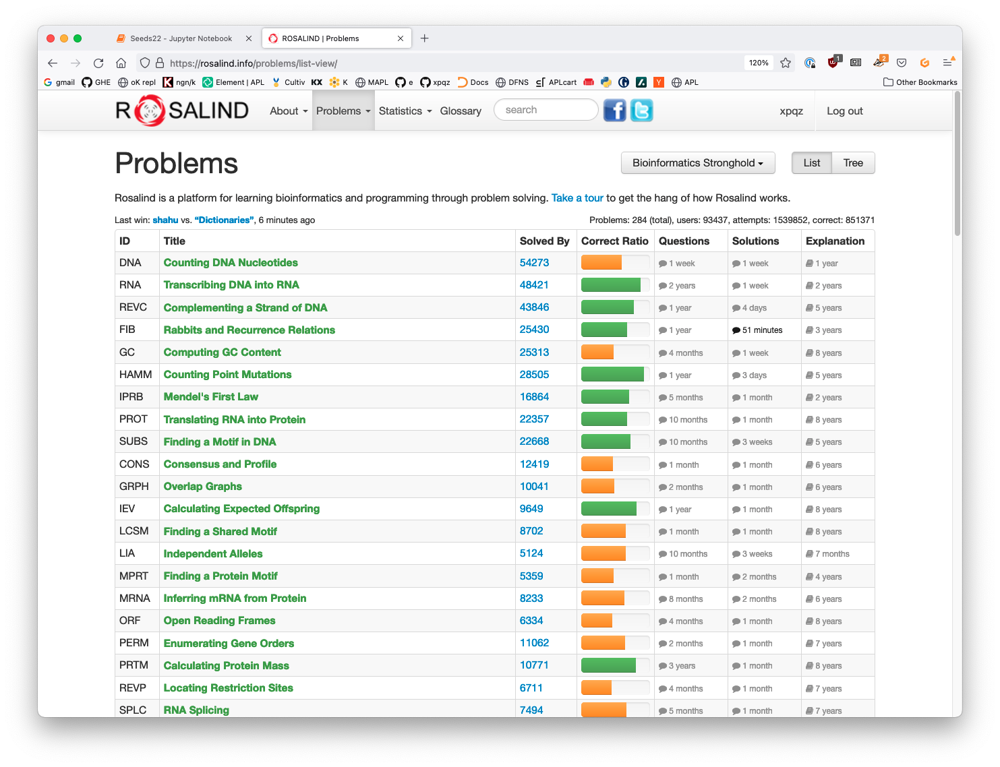 Seeds22 - Jupyter Notebook
ROSALIND | Problems
https://rosalind.info/problems/list-view/
120%
1
2
gmail GHE oK repl ngn/k Element | APL Cultiv KX K MAPL e xpqz Docs DFNS APLcart Y APL Other Bookmarks
ROSALIND About Problems Statistics Glossary search f t xpqz Log out
Problems
Bioinformatics Stronghold List Tree
Rosalind is a platform for learning bioinformatics and programming through problem solving. Take a tour to get the hang of how Rosalind works.
Last win: shahu vs. “Dictionaries”, 6 minutes ago Problems: 284 (total), users: 93437, attempts: 1539852, correct: 851371
ID Title Solved By Correct Ratio Questions Solutions Explanation
DNA Counting DNA Nucleotides 54273 1 week 1 week 1 year
RNA Transcribing DNA into RNA 48421 2 years 1 week 2 years
REVC Complementing a Strand of DNA 43846 1 year 4 days 5 years
FIB Rabbits and Recurrence Relations 25430 1 year 51 minutes 3 years
GC Computing GC Content 25313 4 months 1 week 8 years
HAMM Counting Point Mutations 28505 1 year 3 days 5 years
IPRB Mendel's First Law 16864 5 months 1 month 2 years
PROT Translating RNA into Protein 22357 10 months 1 month 8 years
SUBS Finding a Motif in DNA 22668 10 months 3 weeks 5 years
CONS Consensus and Profile 12419 1 month 1 month 6 years
GRPH Overlap Graphs 10041 2 months 1 month 6 years
IEV Calculating Expected Offspring 9649 1 year 1 month 8 years
LCSM Finding a Shared Motif 8702 1 month 1 month 8 years
LIA Independent Alleles 5124 10 months 3 weeks 7 months
MPRT Finding a Protein Motif 5359 1 month 2 months 4 years
MRNA Inferring mRNA from Protein 8233 8 months 2 months 6 years
ORF Open Reading Frames 6334 4 months 1 month 8 years
PERM Enumerating Gene Orders 11062 2 months 1 month 7 years
PRTM Calculating Protein Mass 10771 3 years 1 month 8 years
REVP Locating Restriction Sites 6711 4 months 1 month 7 years
SPLC RNA Splicing 7494 5 months 1 month 7 years